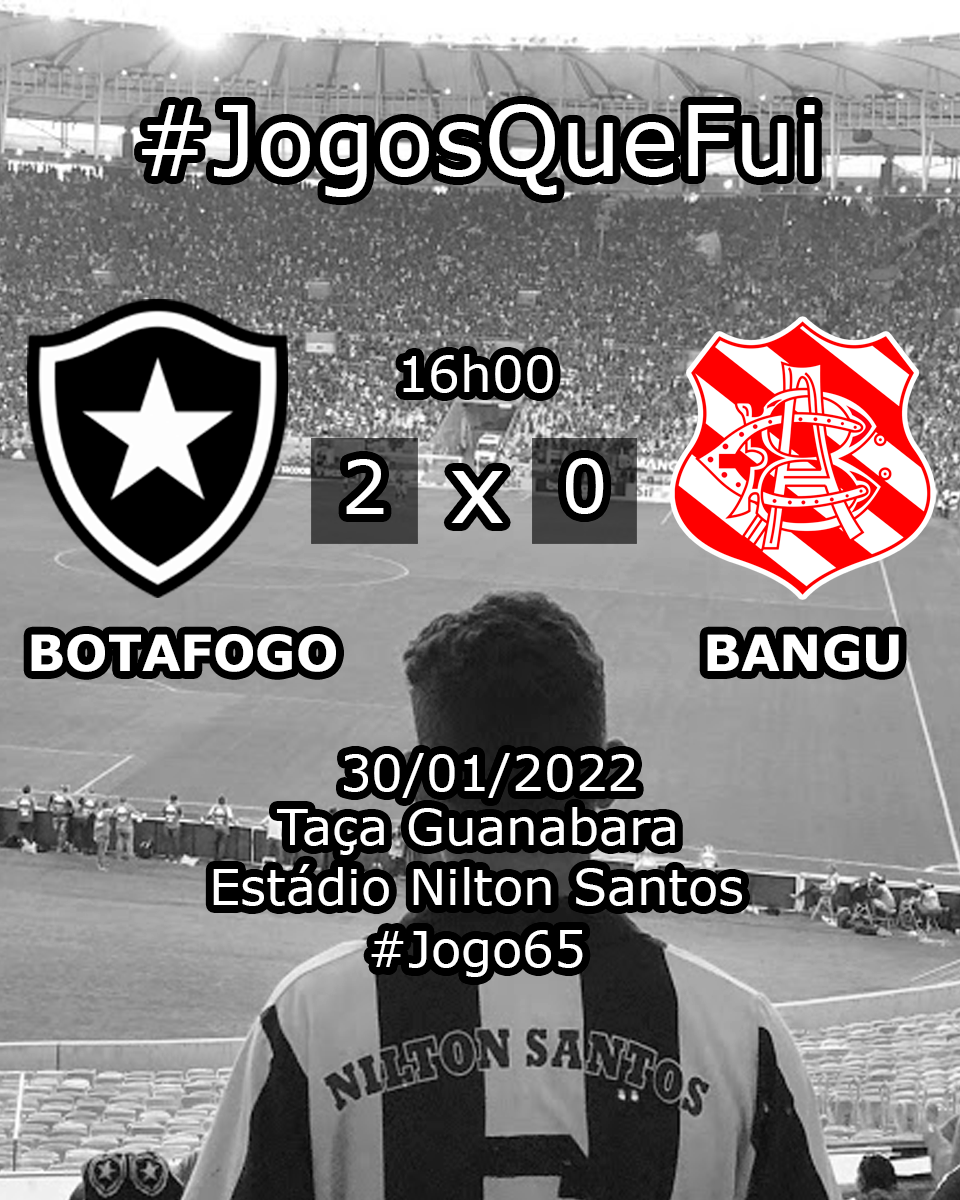 #JogosQueFui
16h00
2 x 0
BOTAFOGO
BANGU
30/01/2022
Taça Guanabara
Estádio Nilton Santos
#Jogo65
NILTON SANTOS